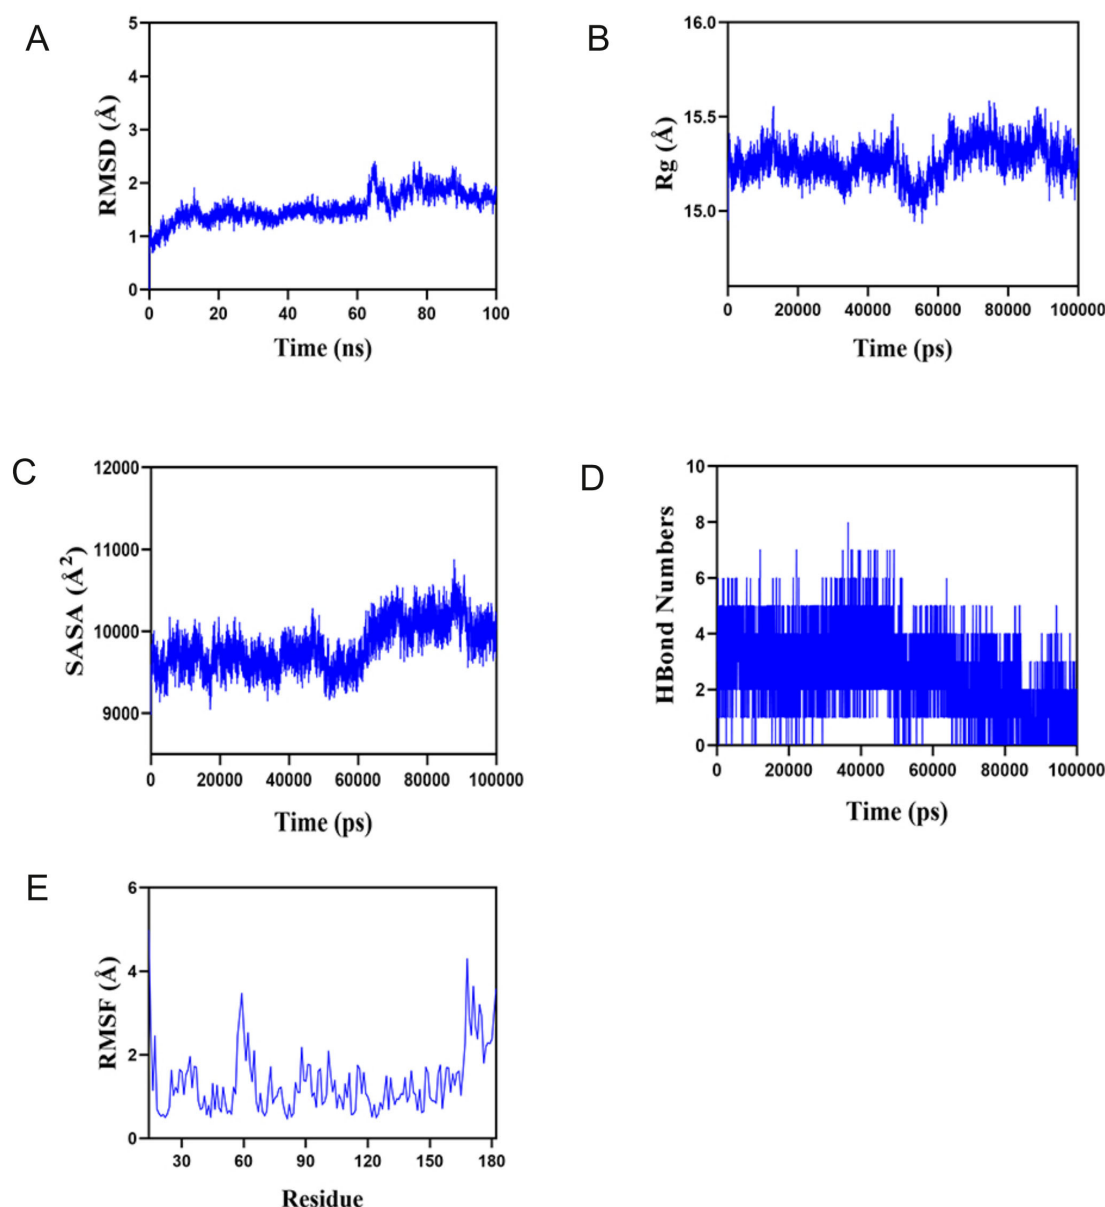 A
RMSD (Å)
5
4
3
2
1
0
0 20 40 60 80 100
Time (ns)
B
Rg (Å)
16.0
15.5
15.0
0 20000 40000 60000 80000 100000
Time (ps)
C
SASA (Å²)
12000
11000
10000
9000
0 20000 40000 60000 80000 100000
Time (ps)
D
HBond Numbers
10
8
6
4
2
0
0 20000 40000 60000 80000 100000
Time (ps)
E
RMSF (Å)
6
4
2
0
30 60 90 120 150 180
Residue